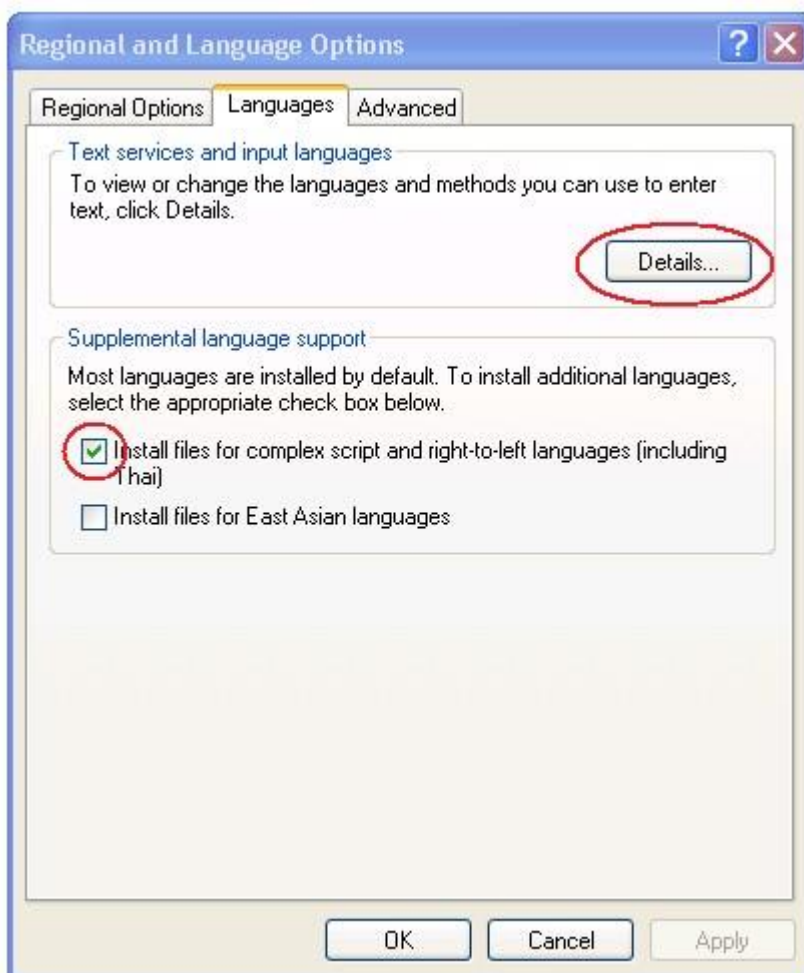 Regional and Language Options
Regional Options
Languages
Advanced
Text services and input languages
To view or change the languages and methods you can use to enter
text, click Details.
Details...
Supplemental language support
Most languages are installed by default. To install additional languages,
select the appropriate check box below.
Install files for complex script and right-to-left languages (including
Thai)
Install files for East Asian languages
OK
Cancel
Apply